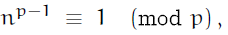 n^{p−1} ≡ 1 (mod p) ,